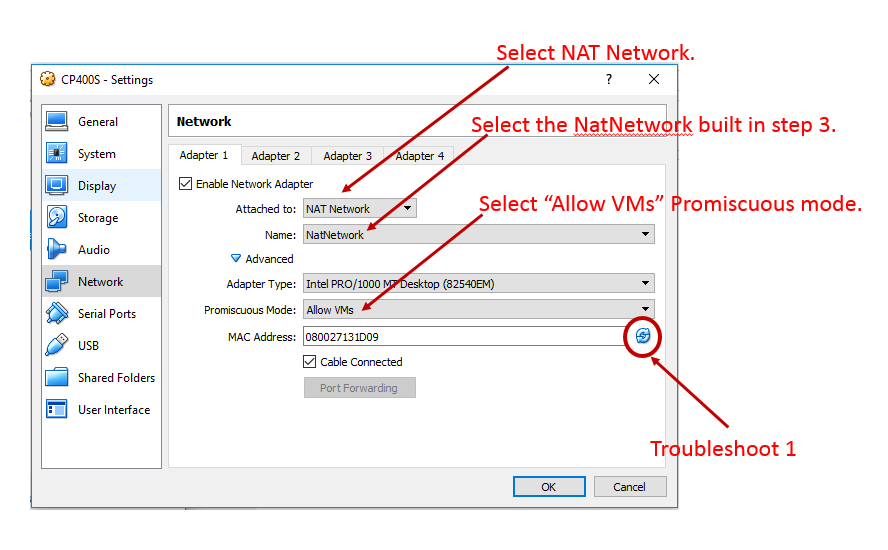 Select NAT Network.
CP400S - Settings
?
General
System
Display
Storage
Audio
Network
Serial Ports
USB
Shared Folders
User Interface
Network
Select the NatNetwork built in step 3.
Adapter 1
Adapter 2
Adapter 3
Adapter 4
Enable Network Adapter
Select “Allow VMs” Promiscuous mode.
Attached to: NAT Network
Name: NatNetwork
Advanced
Adapter Type: Intel PRO/1000 MT Desktop (82540EM)
Promiscuous Mode: Allow VMs
MAC Address: 080027131D09
Cable Connected
Port Forwarding
Troubleshoot 1
OK
Cancel